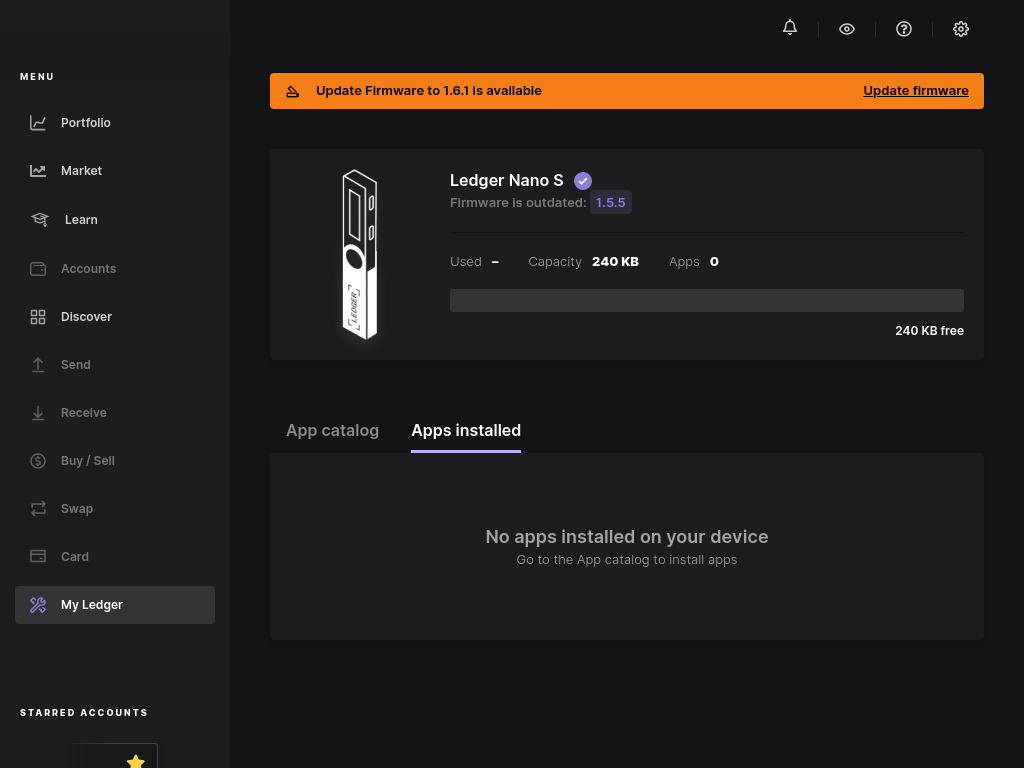 MENU
Portfolio
Market
Learn
Accounts
Discover
Send
Receive
Buy / Sell
Swap
Card
My Ledger
STARRED ACCOUNTS
Update Firmware to 1.6.1 is available
Update firmware
LEDGER
Ledger Nano S
Firmware is outdated: 1.5.5
Used – Capacity 240 KB Apps 0
240 KB free
App catalog Apps installed
No apps installed on your device
Go to the App catalog to install apps